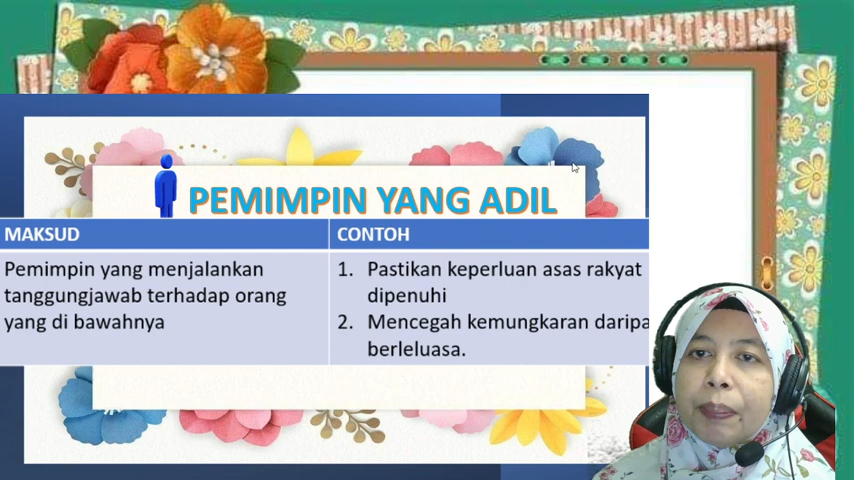 PEMIMPIN YANG ADIL
MAKSUD
CONTOH
Pemimpin yang menjalankan
tanggungjawab terhadap orang
yang di bawahnya
1. Pastikan keperluan asas rakyat
dipenuhi
2. Mencegah kemungkaran daripa
berleluasa.